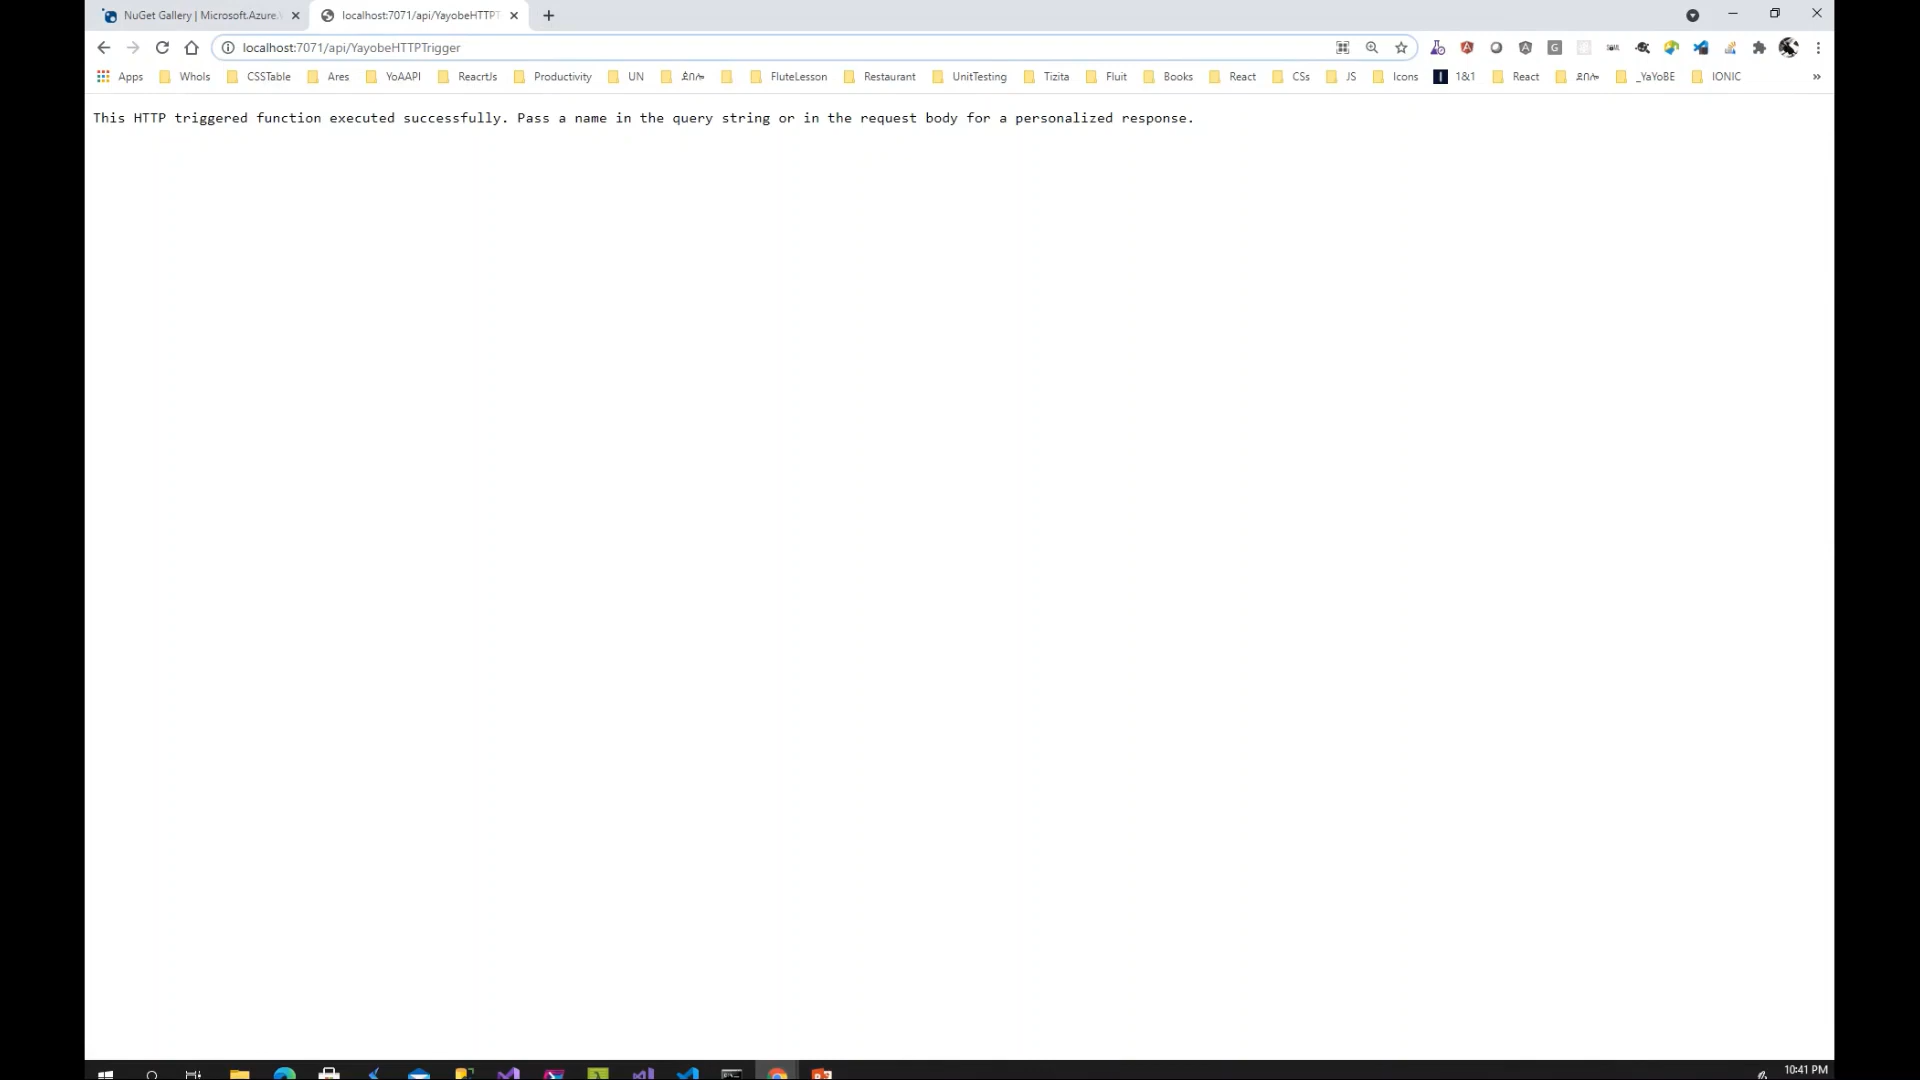 NuGet Gallery | Microsoft.Azure.
localhost:7071/api/YayobeHTTPT
localhost:7071/api/YayobeHTTPTrigger
Apps WhoIs CSSTable Ares YoAAPI ReacrtJs Productivity UN FluteLesson Restaurant UnitTesting Tizita Fluit Books React CSs JS Icons 1&1 React _YaYoBE IONIC »
This HTTP triggered function executed successfully. Pass a name in the query string or in the request body for a personalized response.
10:41 PM